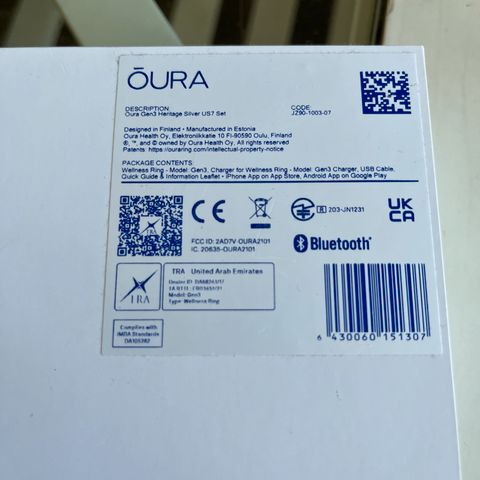 ŌURA
DESCRIPTION:
Oura Gen3 Heritage Silver US7 Set
CODE:
JZ90-1003-07
Designed in Finland • Manufactured in Estonia
Oura Health Oy, Elektroniikkatie 10 FI-90590 Oulu, Finland
®, ™, and © owned by Oura Health Oy. All Rights Reserved.
Patents: https://ouraring.com/intellectual-property-notice
PACKAGE CONTENTS:
Wellness Ring - Model: Gen3, Charger for Wellness Ring - Model: Gen3 Charger, USB Cable,
Quick Guide & Information Leaflet • iPhone App on App Store, Android App on Google Play
CE
R 203-JN1231
UK
CA
FCC ID: 2AD7V-OURA2101
IC: 20635-OURA2101
Bluetooth®
TRA
TRA United Arab Emirates
Model: Gen3
Type: Wellness Ring
Complies with
IMDA Standards
DA105282
6 430060 151307